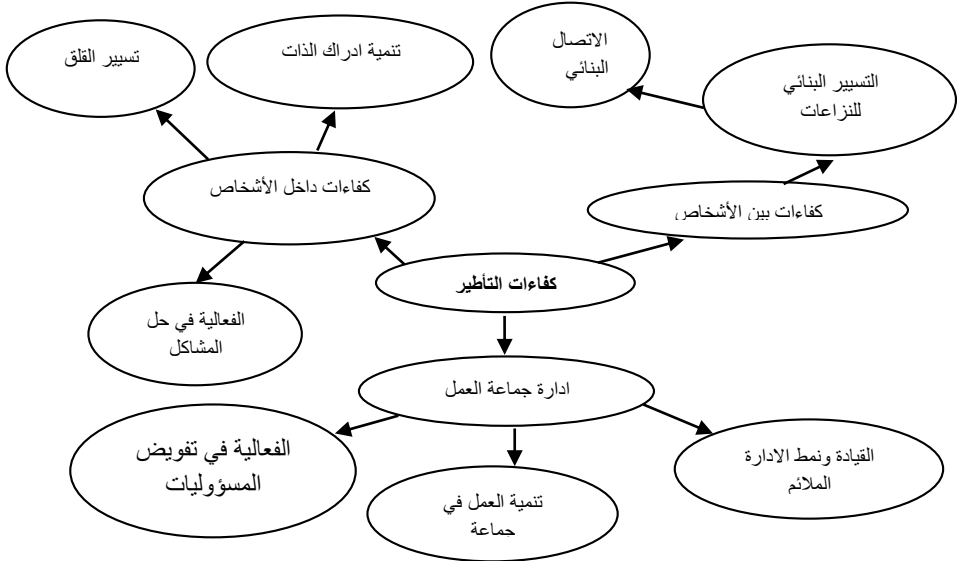 الاتصال
البنائي
تنمية ادراك الذات
تسيير القلق
التسيير البنائي
للنزاعات
كفاءات داخل الأشخاص
كفاءات بين الأشخاص
كفاءات التأطير
الفعالية في حل
المشاكل
ادارة جماعة العمل
القيادة ونمط الادارة
الملائم
الفعالية في تفويض
المسؤوليات
تنمية العمل في
جماعة